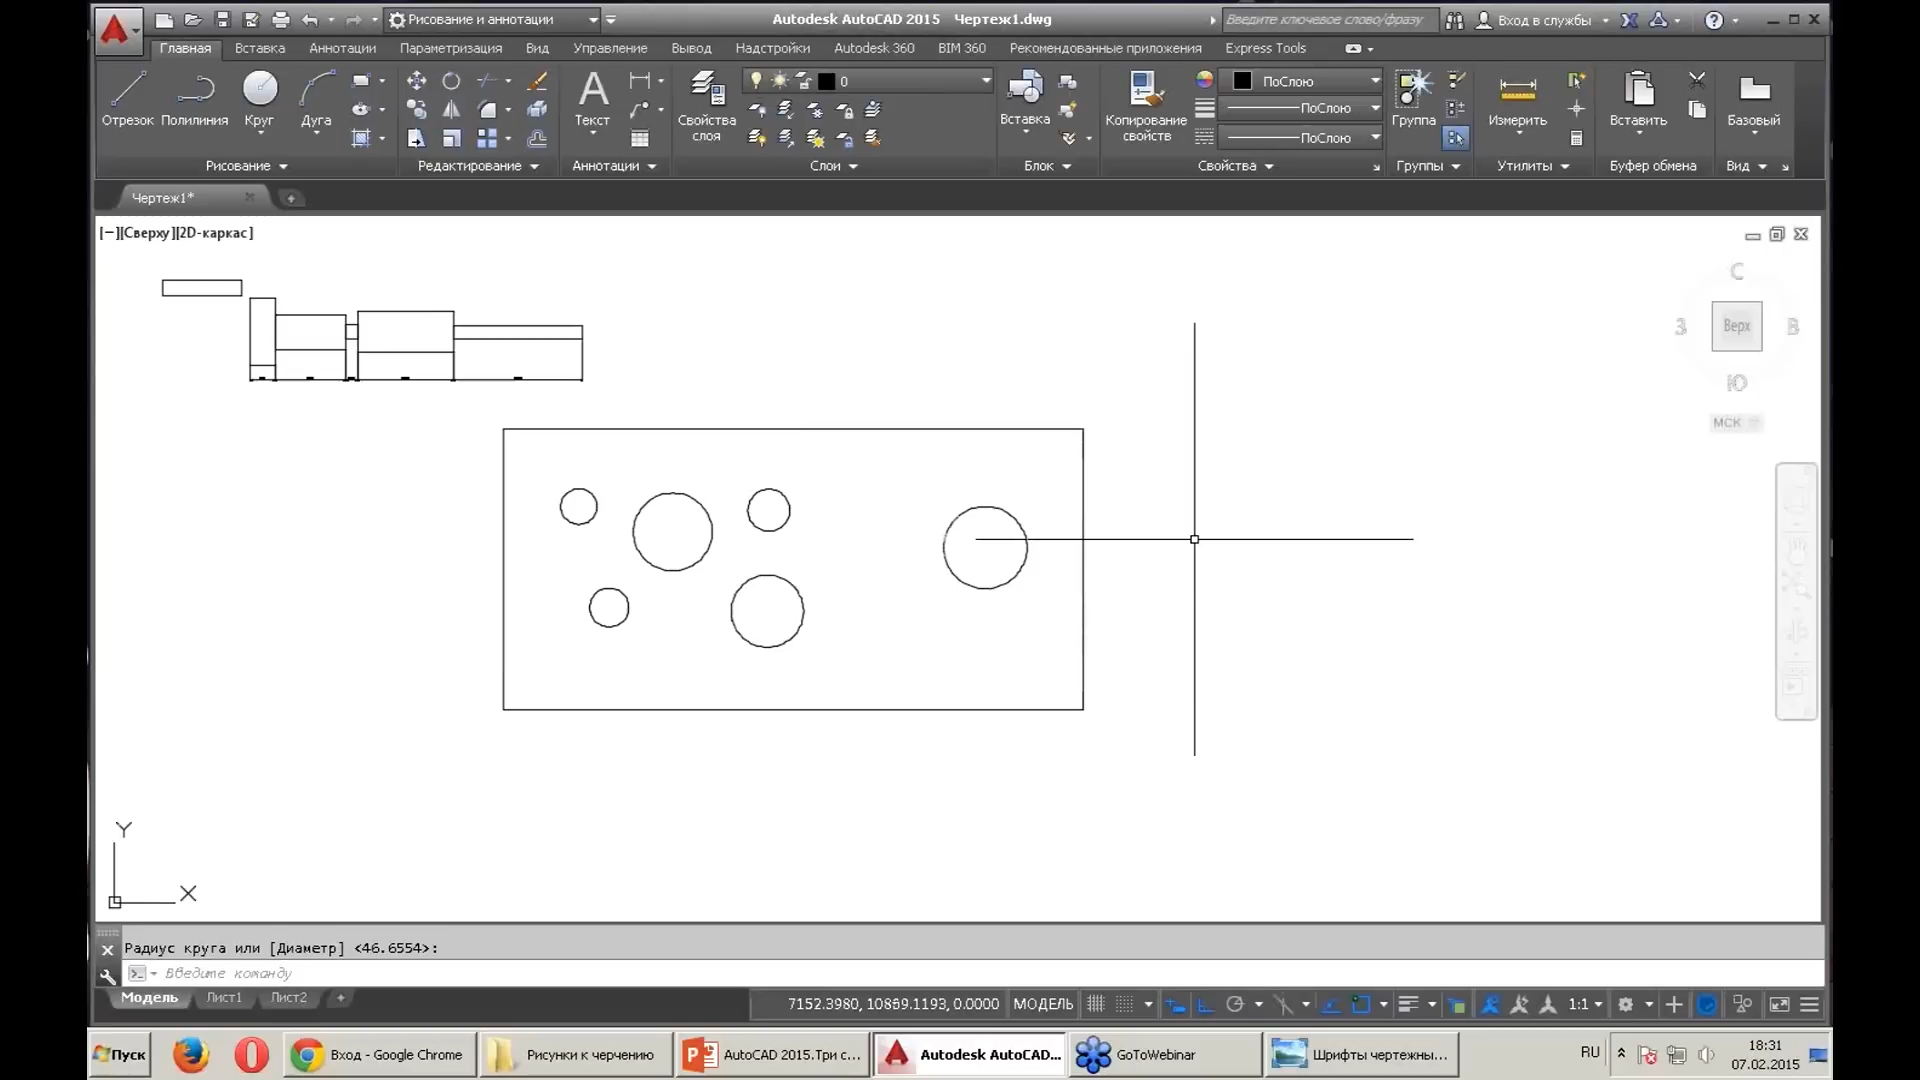 Рисование и аннотации
Autodesk AutoCAD 2015 Чертеж1.dwg
Введите ключевое слово/фразу
Вход в службы
Главная Вставка Аннотации Параметризация Вид Управление Вывод Надстройки Autodesk 360 BIM 360 Рекомендованные приложения Express Tools
0 ПоСлою
ПоСлою
ПоСлою
Отрезок Полилиния Круг Дуга Текст Свойства слоя Вставка Копирование свойств Группа Измерить Вставить Базовый
Рисование Редактирование Аннотации Слои Блок Свойства Группы Утилиты Буфер обмена Вид
Чертеж1*
[−][Сверху][2D-каркас]
С
З Верх В
Ю
МСК
Y
X
Радиус круга или [Диаметр] <46.6554>:
Введите команду
Модель Лист1 Лист2
7152.3980, 10869.1193, 0.0000 МОДЕЛЬ 1:1
Пуск Вход - Google Chrome Рисунки к черчению AutoCAD 2015.Три с... Autodesk AutoCAD... GoToWebinar Шрифты чертежны... RU 18:31
07.02.2015